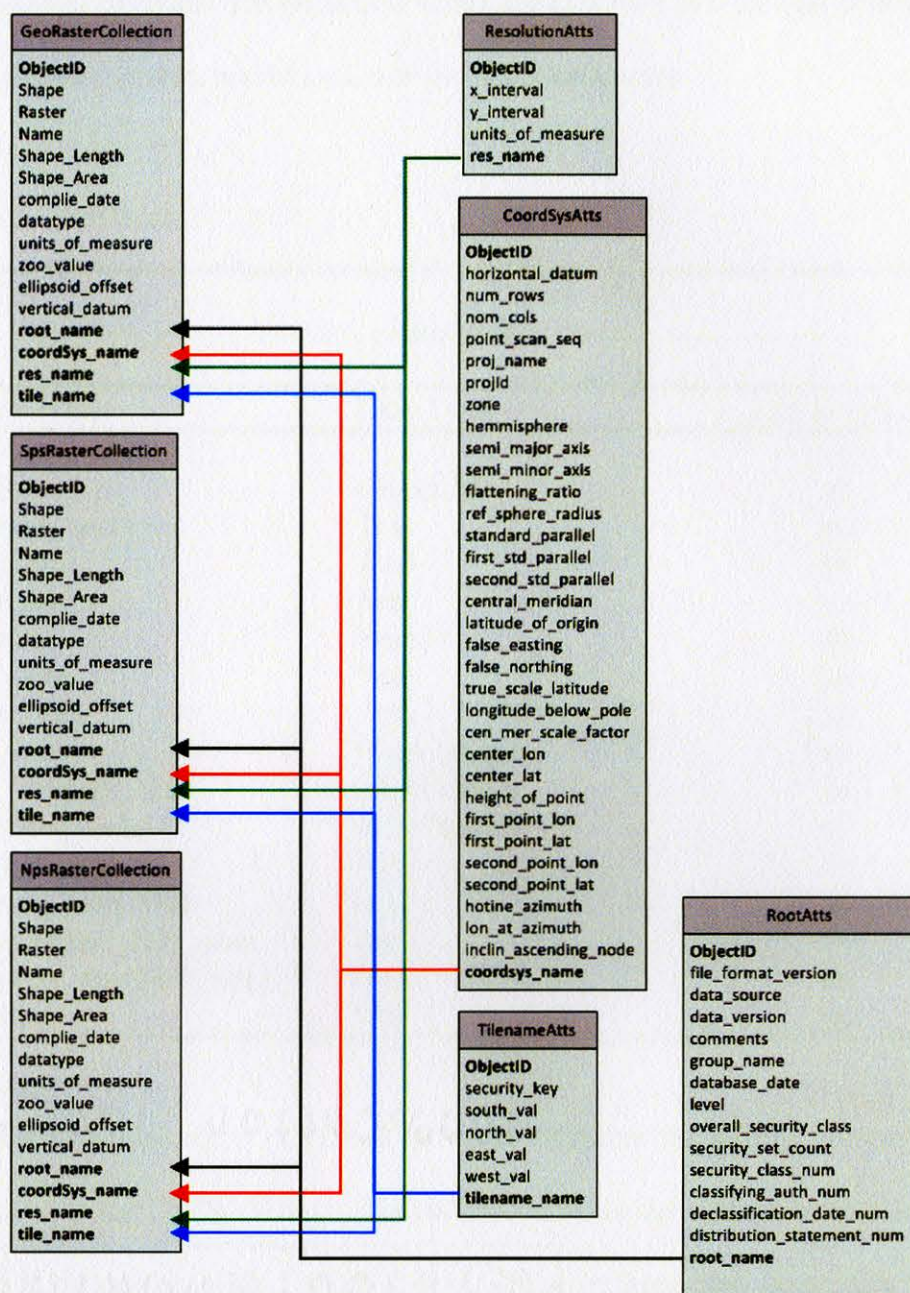 GeoRasterCollection
ObjectID
Shape
Raster
Name
Shape_Length
Shape_Area
complie_date
datatype
units_of_measure
zoo_value
ellipsoid_offset
vertical_datum
root_name
coordSys_name
res_name
tile_name
SpsRasterCollection
ObjectID
Shape
Raster
Name
Shape_Length
Shape_Area
complie_date
datatype
units_of_measure
zoo_value
ellipsoid_offset
vertical_datum
root_name
coordSys_name
res_name
tile_name
NpsRasterCollection
ObjectID
Shape
Raster
Name
Shape_Length
Shape_Area
complie_date
datatype
units_of_measure
zoo_value
ellipsoid_offset
vertical_datum
root_name
coordSys_name
res_name
tile_name
ResolutionAtts
ObjectID
x_interval
y_interval
units_of_measure
res_name
CoordSysAtts
ObjectID
horizontal_datum
num_rows
nom_cols
point_scan_seq
proj_name
projId
zone
hemmisphere
semi_major_axis
semi_minor_axis
flattening_ratio
ref_sphere_radius
standard_parallel
first_std_parallel
second_std_parallel
central_meridian
latitude_of_origin
false_easting
false_northing
true_scale_latitude
longitude_below_pole
cen_mer_scale_factor
center_lon
center_lat
height_of_point
first_point_lon
first_point_lat
second_point_lon
second_point_lat
hotine_azimuth
lon_at_azimuth
inclin_ascending_node
coordsys_name
TilenameAtts
ObjectID
security_key
south_val
north_val
east_val
west_val
tilename_name
RootAtts
ObjectID
file_format_version
data_source
data_version
comments
group_name
database_date
level
overall_security_class
security_set_count
security_class_num
classifying_auth_num
declassification_date_num
distribution_statement_num
root_name